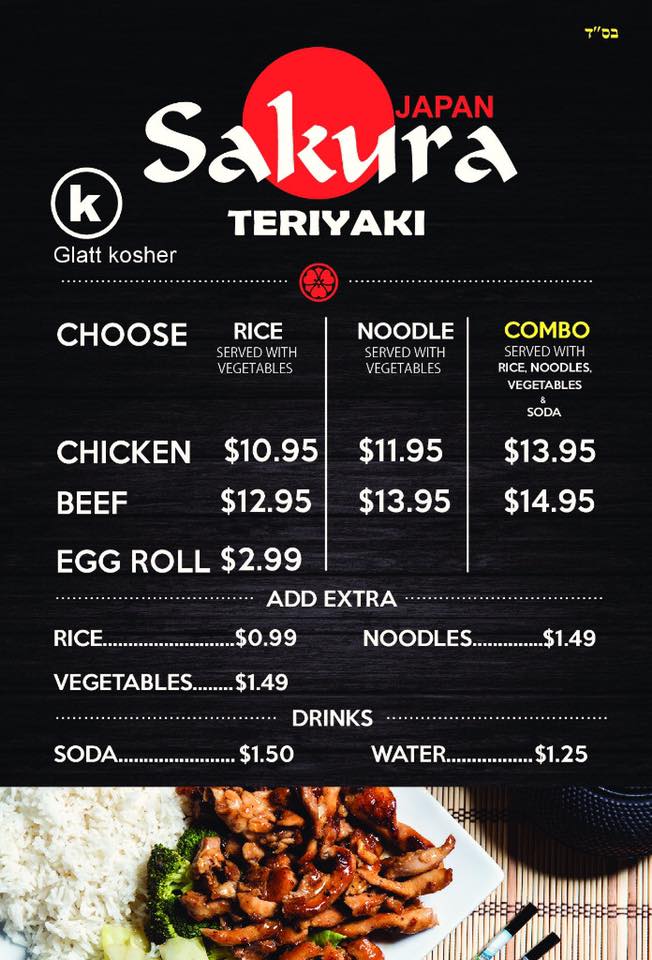 בס"ד
JAPAN
Sakura
TERIYAKI
k
Glatt kosher
CHOOSE RICE NOODLE COMBO
SERVED WITH SERVED WITH SERVED WITH
VEGETABLES VEGETABLES RICE, NOODLES,
VEGETABLES
&
SODA
CHICKEN $10.95 $11.95 $13.95
BEEF $12.95 $13.95 $14.95
EGG ROLL $2.99
ADD EXTRA
RICE..........................$0.99 NOODLES..............$1.49
VEGETABLES........$1.49
DRINKS
SODA....................... $1.50 WATER.................$1.25